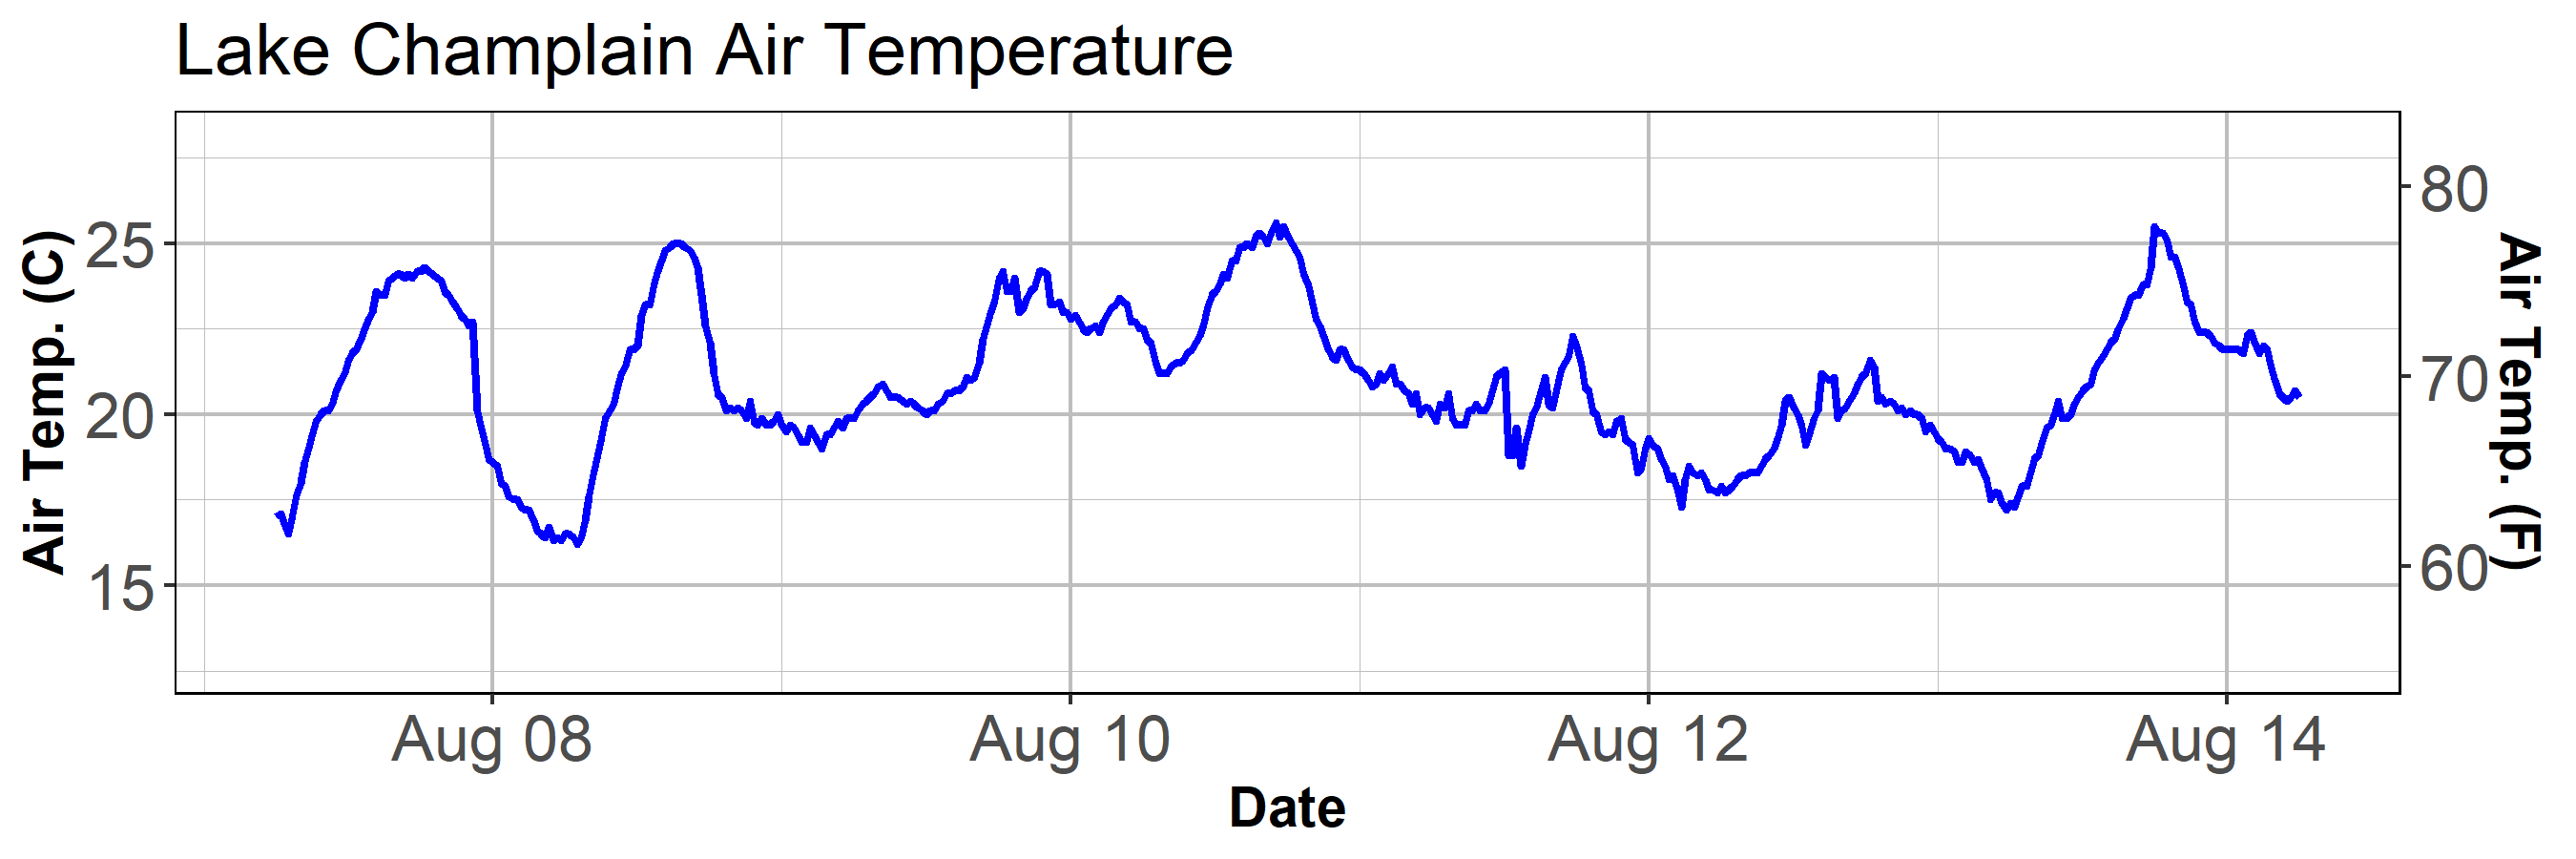 Lake Champlain Air Temperature
Air Temp. (C)
25
20
15
80
70
60
Air Temp. (F)
Aug 08 Aug 10 Aug 12 Aug 14
Date